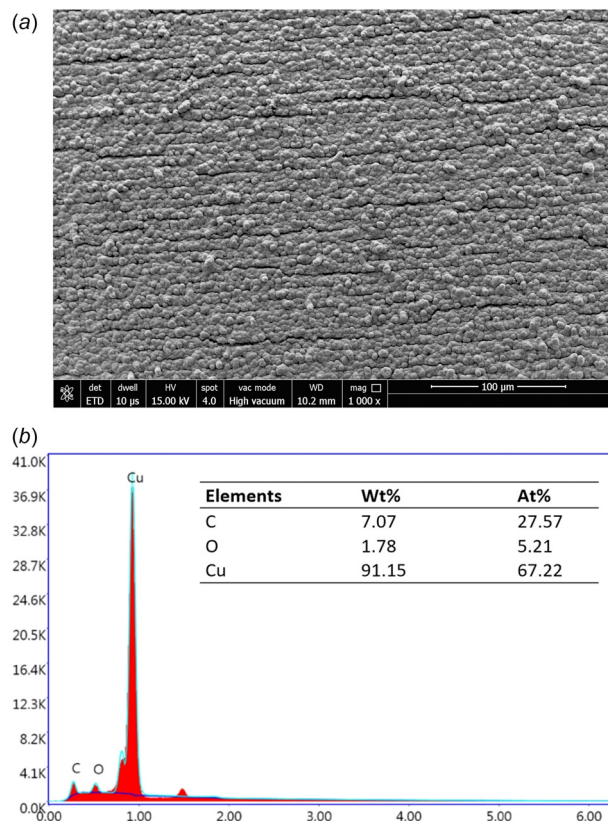 (a)
det dwell HV spot vac mode WD mag
ETD 10 µs 15.00 kV 4.0 High vacuum 10.2 mm 1 000 x
100 µm
(b)
41.0K
36.9K
32.8K
28.7K
24.6K
20.5K
16.4K
12.3K
8.2K
4.1K
0.0K
Cu
C O
Elements Wt% At%
C 7.07 27.57
O 1.78 5.21
Cu 91.15 67.22
0.00 1.00 2.00 3.00 4.00 5.00 6.00